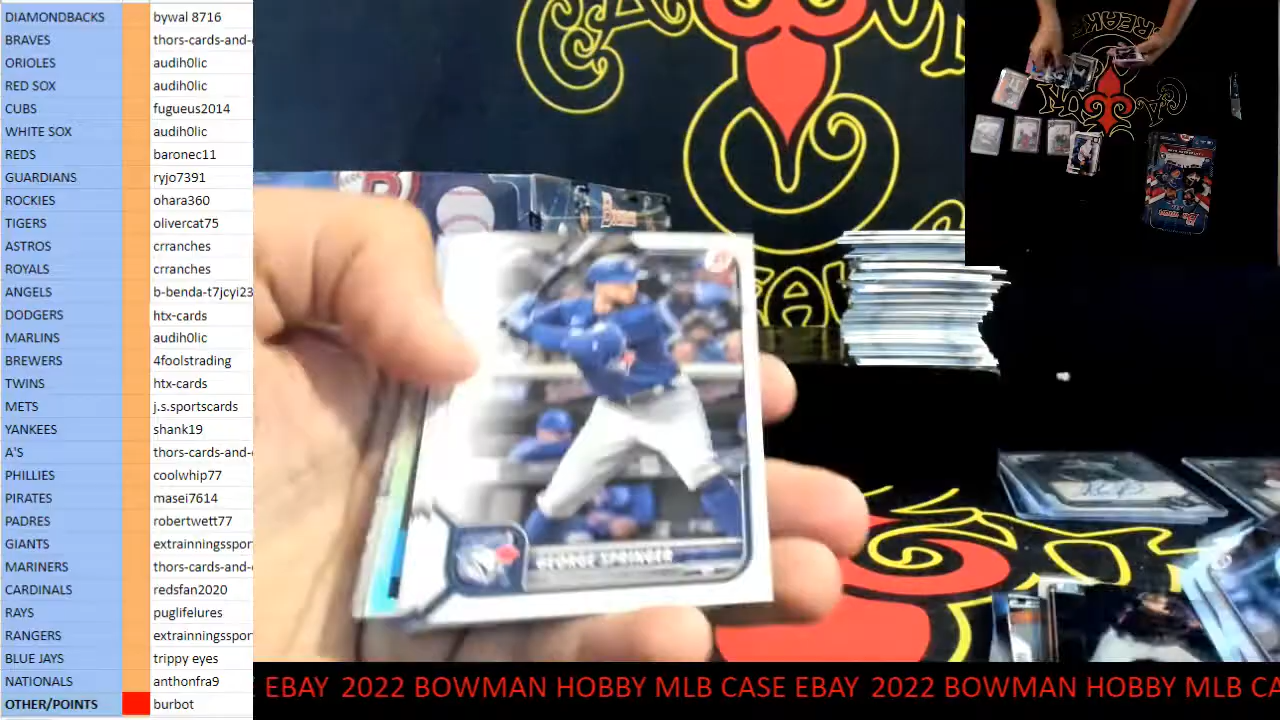 DIAMONDBACKS bywal 8716
BRAVES thors-cards-and-
ORIOLES audih0lic
RED SOX audih0lic
CUBS fugueus2014
WHITE SOX audih0lic
REDS baronec11
GUARDIANS ryjo7391
ROCKIES ohara360
TIGERS olivercat75
ASTROS crranches
ROYALS crranches
ANGELS b-benda-t7jcyi23
DODGERS htx-cards
MARLINS audih0lic
BREWERS 4foolstrading
TWINS htx-cards
METS j.s.sportscards
YANKEES shank19
A'S thors-cards-and-
PHILLIES coolwhip77
PIRATES masei7614
PADRES robertwett77
GIANTS extrainningsspor
MARINERS thors-cards-and-
CARDINALS redsfan2020
RAYS puglifelures
RANGERS extrainningsspor
BLUE JAYS trippy eyes
NATIONALS anthonfra9
OTHER/POINTS burbot
GEORGE SPRINGER
EBAY 2022 BOWMAN HOBBY MLB CASE EBAY 2022 BOWMAN HOBBY MLB CA